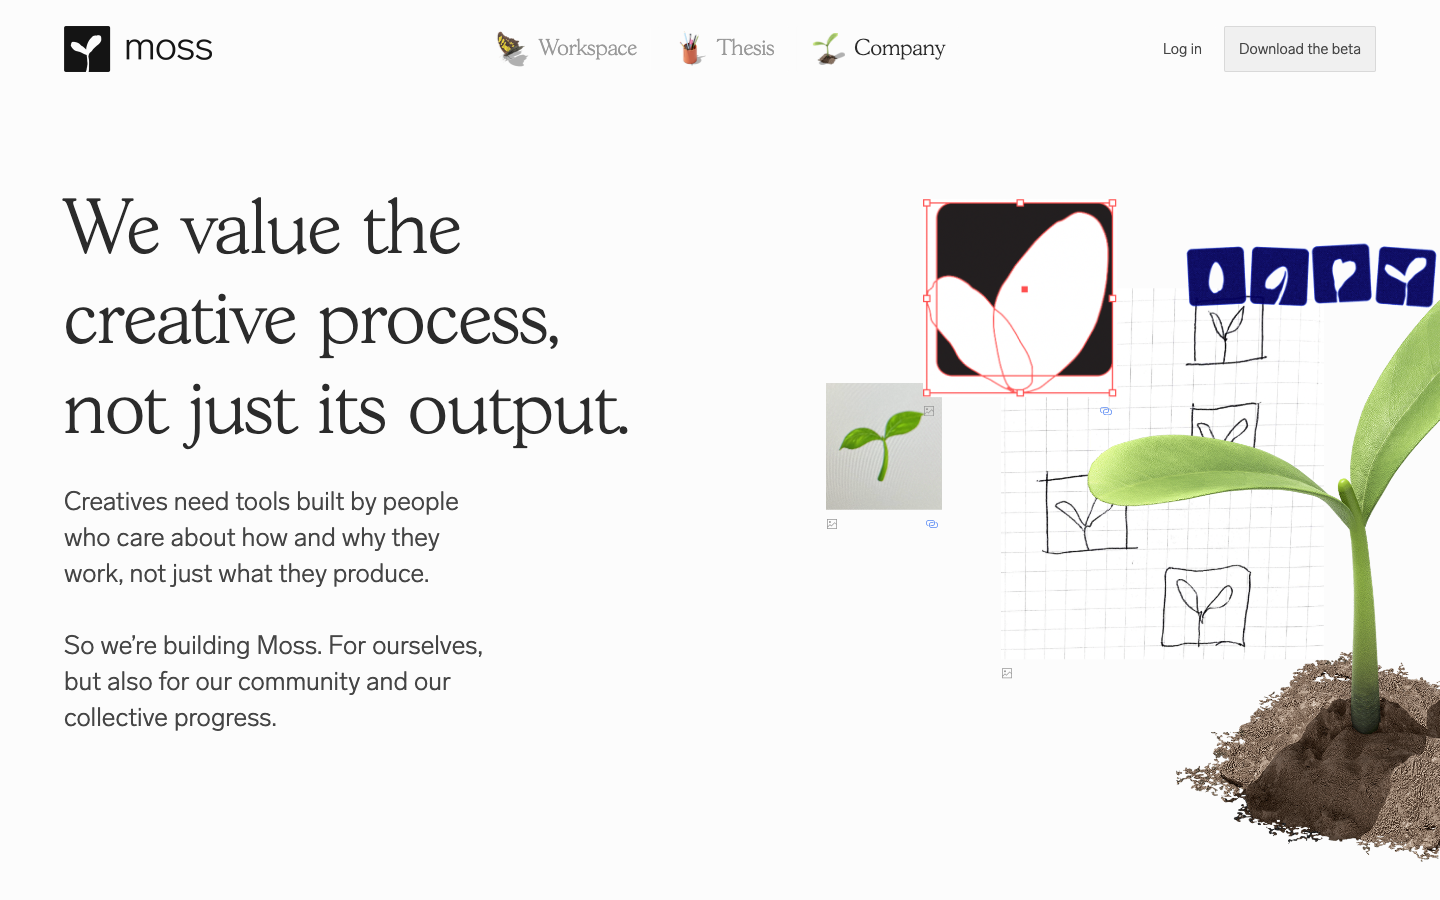 moss
Workspace
Thesis
Company
Log in
Download the beta
We value the
creative process,
not just its output.
Creatives need tools built by people
who care about how and why they
work, not just what they produce.
So we’re building Moss. For ourselves,
but also for our community and our
collective progress.